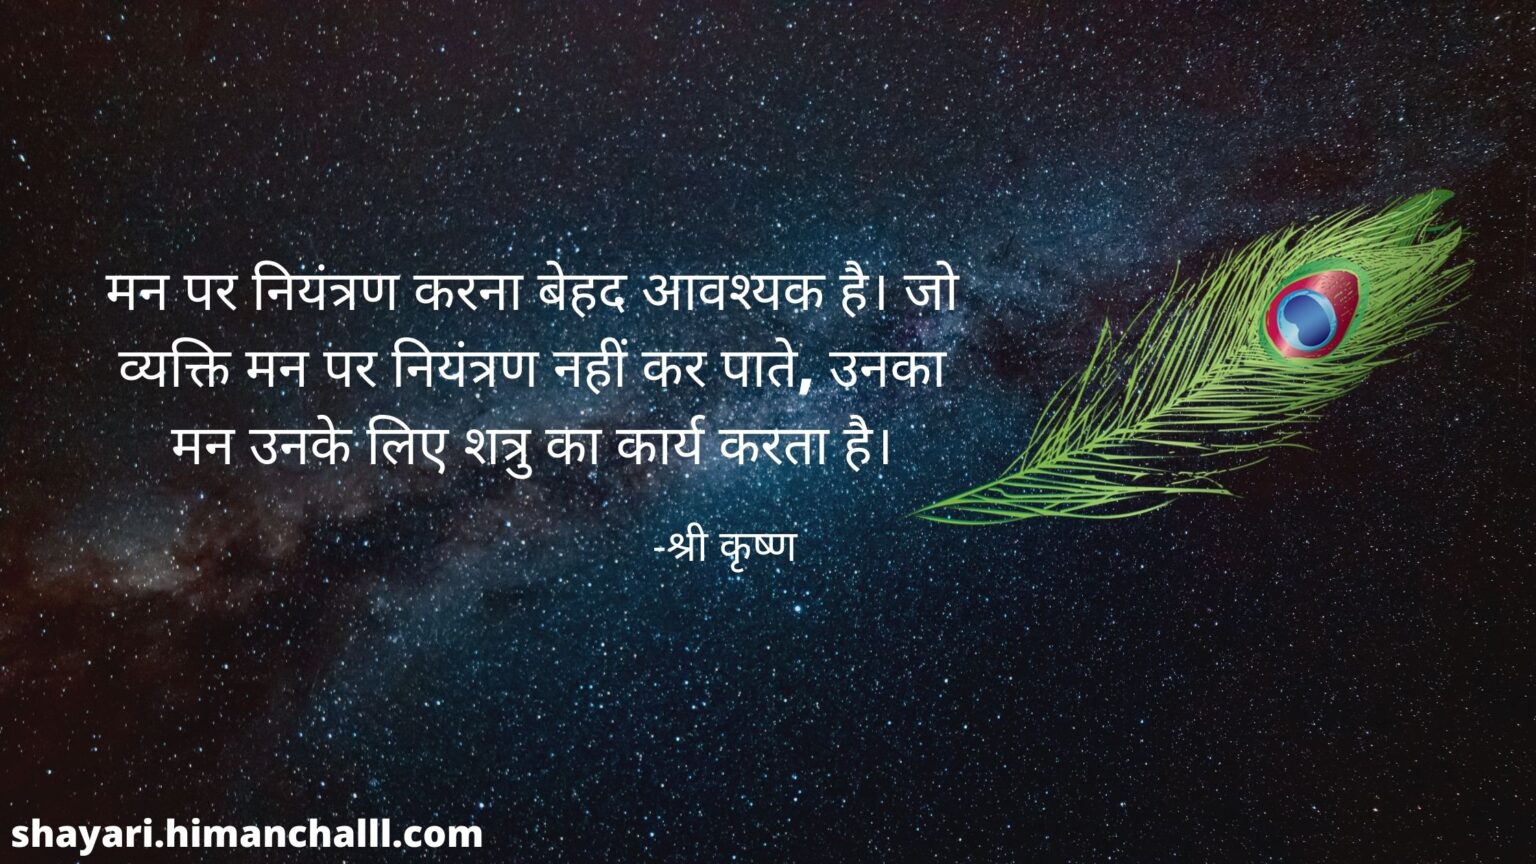 मन पर नियंत्रण करना बेहद आवश्यक है। जो
व्यक्ति मन पर नियंत्रण नहीं कर पाते, उनका
मन उनके लिए शत्रु का कार्य करता है।
-श्री कृष्ण
shayari.himanchalll.com